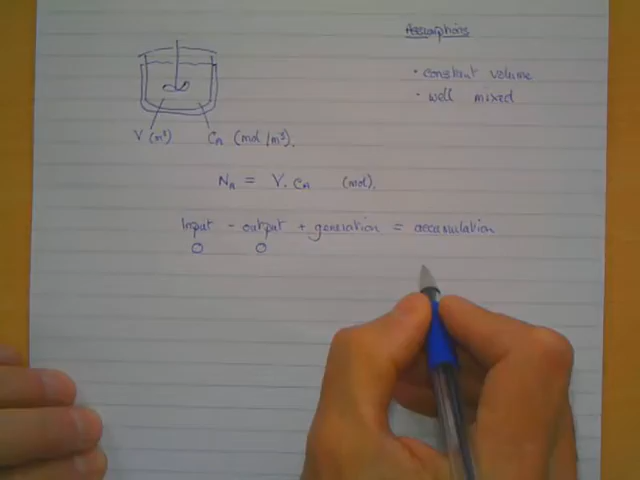 Assumptions
· constant volume
· well mixed
V (m³) CA (mol/m³).
NA = V. CA (mol).
Input - output + generation = accumulation
0 0